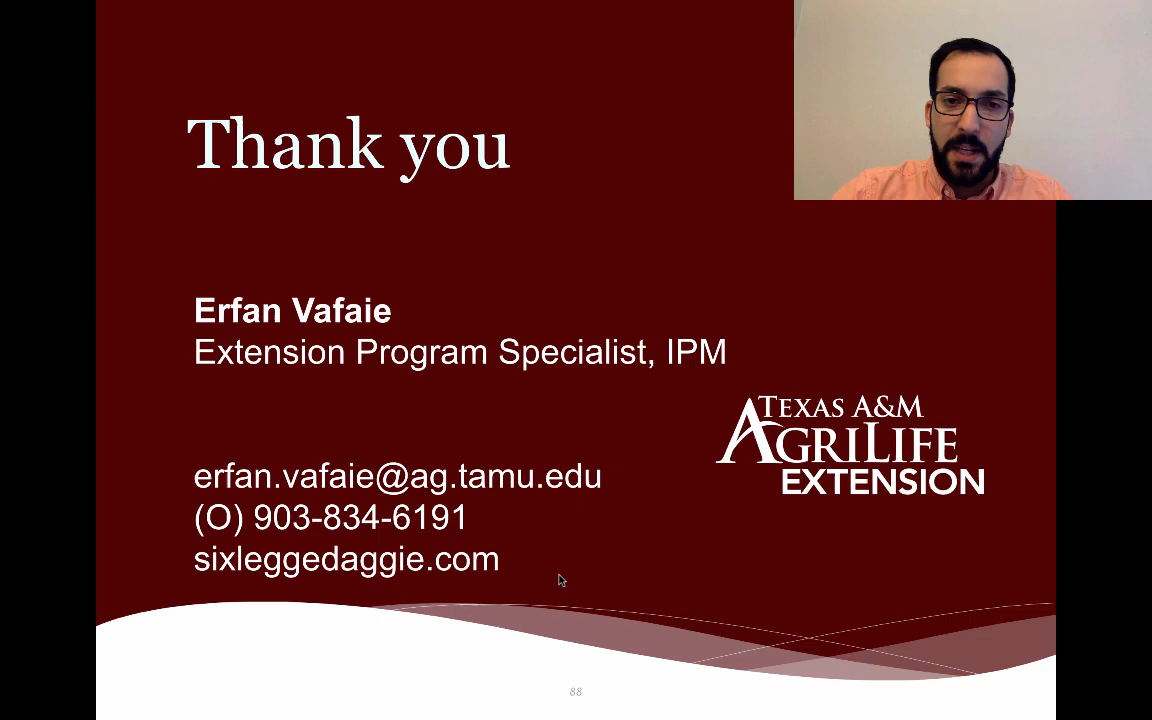 Thank you
Erfan Vafaie
Extension Program Specialist, IPM
TEXAS A&M
AGRILIFE
EXTENSION
erfan.vafaie@ag.tamu.edu
(O) 903-834-6191
sixleggedaggie.com
88